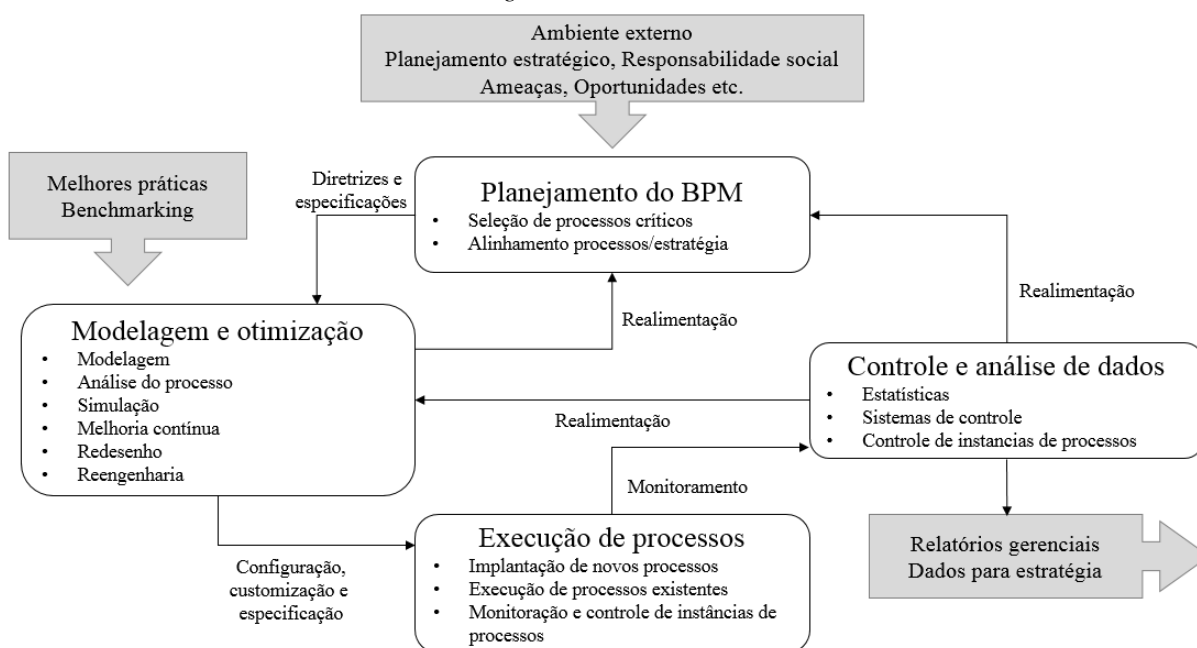 Ambiente externo
Planejamento estratégico, Responsabilidade social
Ameaças, Oportunidades etc.
Melhores práticas
Benchmarking
Diretrizes e
especificações
Planejamento do BPM
• Seleção de processos críticos
• Alinhamento processos/estratégia
Realimentação
Realimentação
Modelagem e otimização
• Modelagem
• Análise do processo
• Simulação
• Melhoria contínua
• Redesenho
• Reengenharia
Controle e análise de dados
• Estatísticas
• Sistemas de controle
• Controle de instancias de processos
Realimentação
Monitoramento
Configuração,
customização e
especificação
Execução de processos
• Implantação de novos processos
• Execução de processos existentes
• Monitoração e controle de instâncias de
processos
Relatórios gerenciais
Dados para estratégia